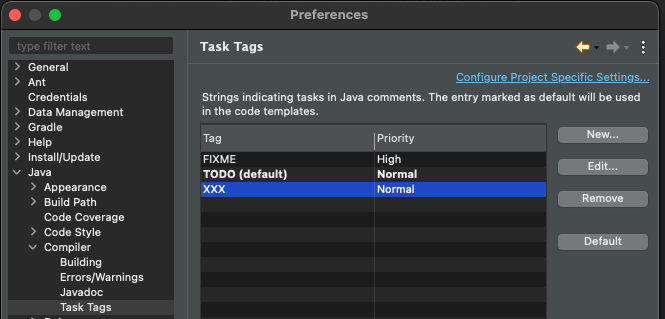 Preferences
type filter text
General
Ant
Credentials
Data Management
Gradle
Help
Install/Update
Java
Appearance
Build Path
Code Coverage
Code Style
Compiler
Building
Errors/Warnings
Javadoc
Task Tags
Task Tags
Configure Project Specific Settings...
Strings indicating tasks in Java comments. The entry marked as default will be used
in the code templates.
Tag Priority
FIXME High
TODO (default) Normal
XXX Normal
New...
Edit...
Remove
Default